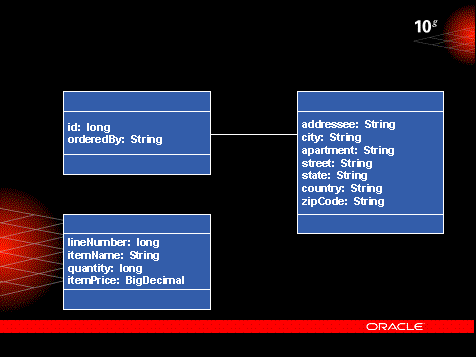 10g
id: long
orderedBy: String
addressee: String
city: String
apartment: String
street: String
state: String
country: String
zipCode: String
lineNumber: long
itemName: String
quantity: long
itemPrice: BigDecimal
ORACLE